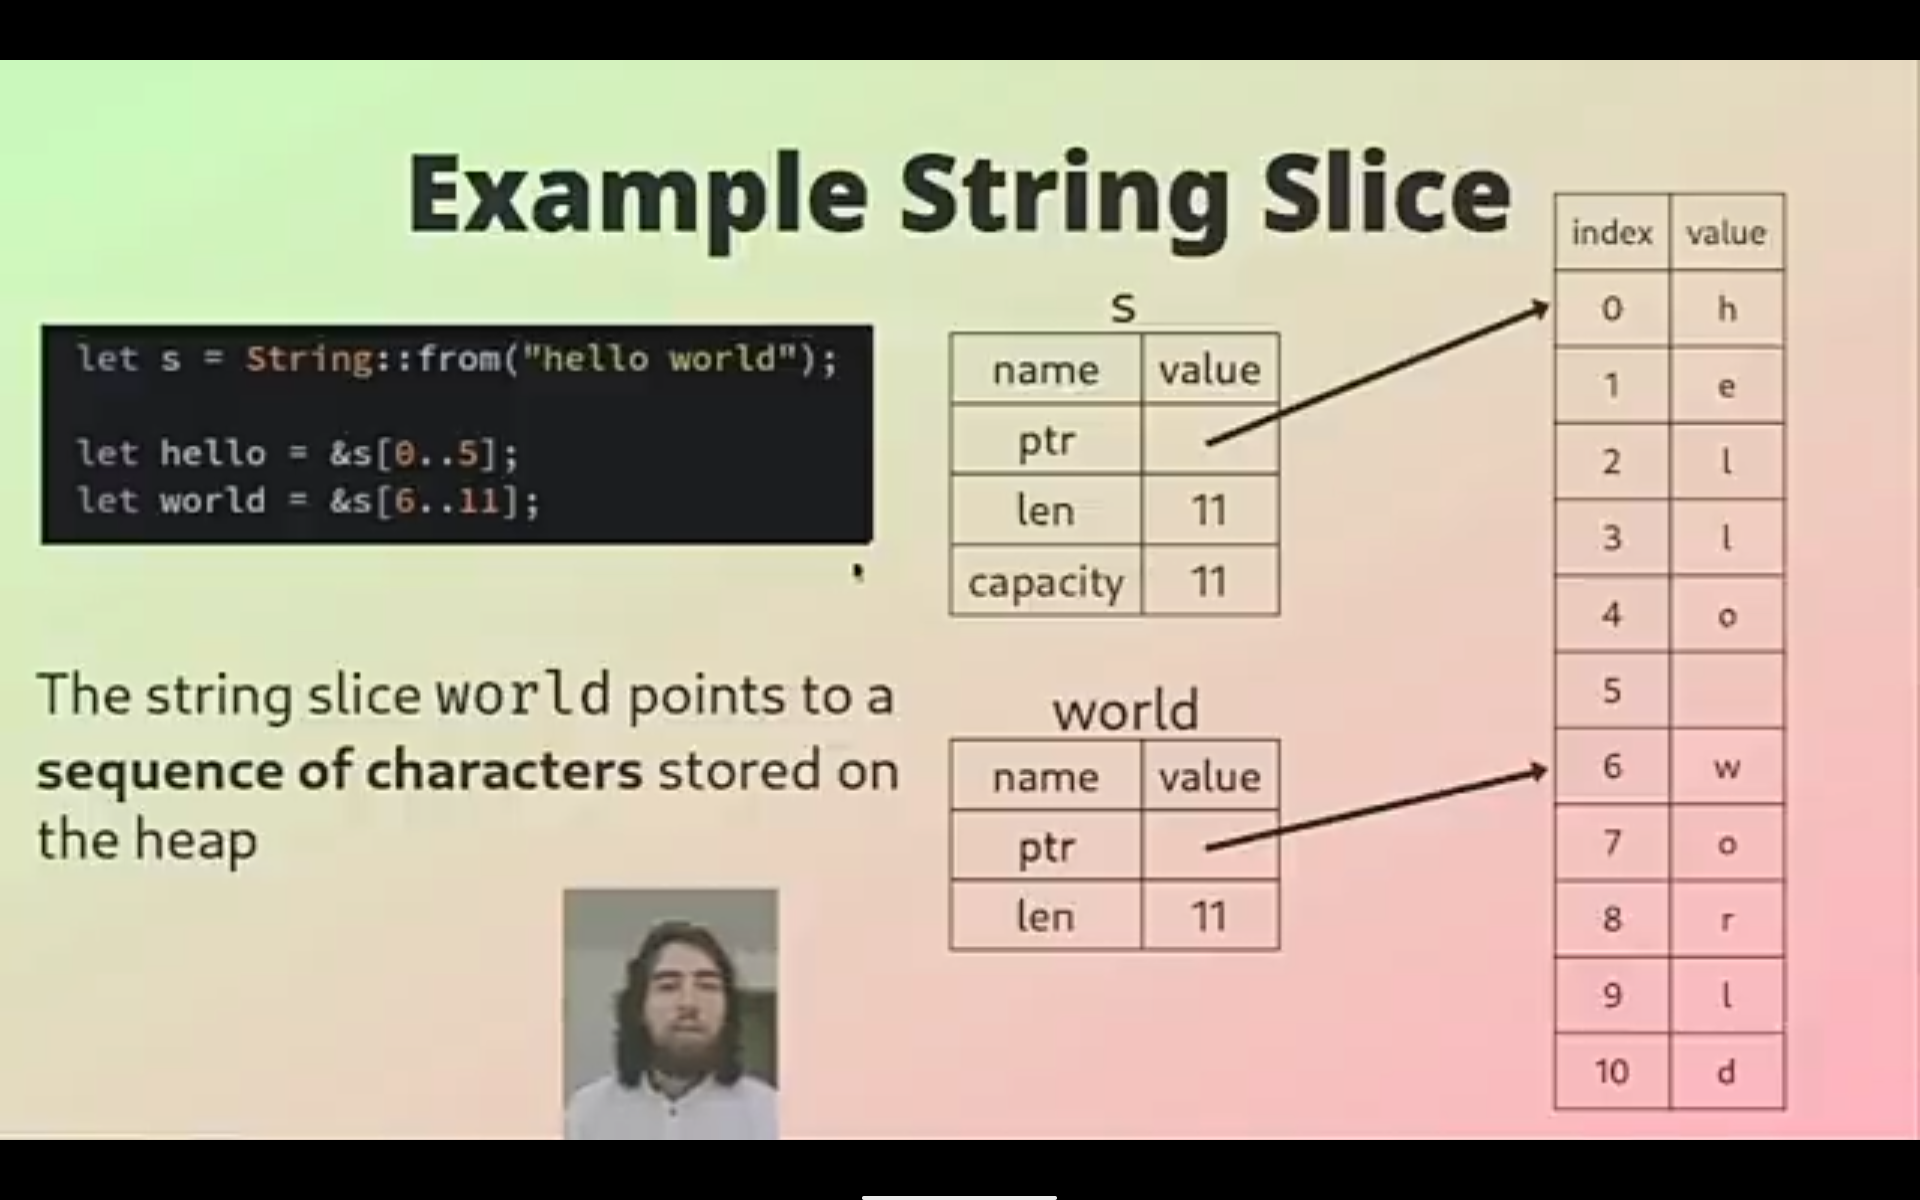 Example String Slice
let s = String::from("hello world");
let hello = &s[0..5];
let world = &s[6..11];
The string slice world points to a
sequence of characters stored on
the heap
s
name value
ptr
len 11
capacity 11
world
name value
ptr
len 11
index value
0 h
1 e
2 l
3 l
4 o
5
6 w
7 o
8 r
9 l
10 d